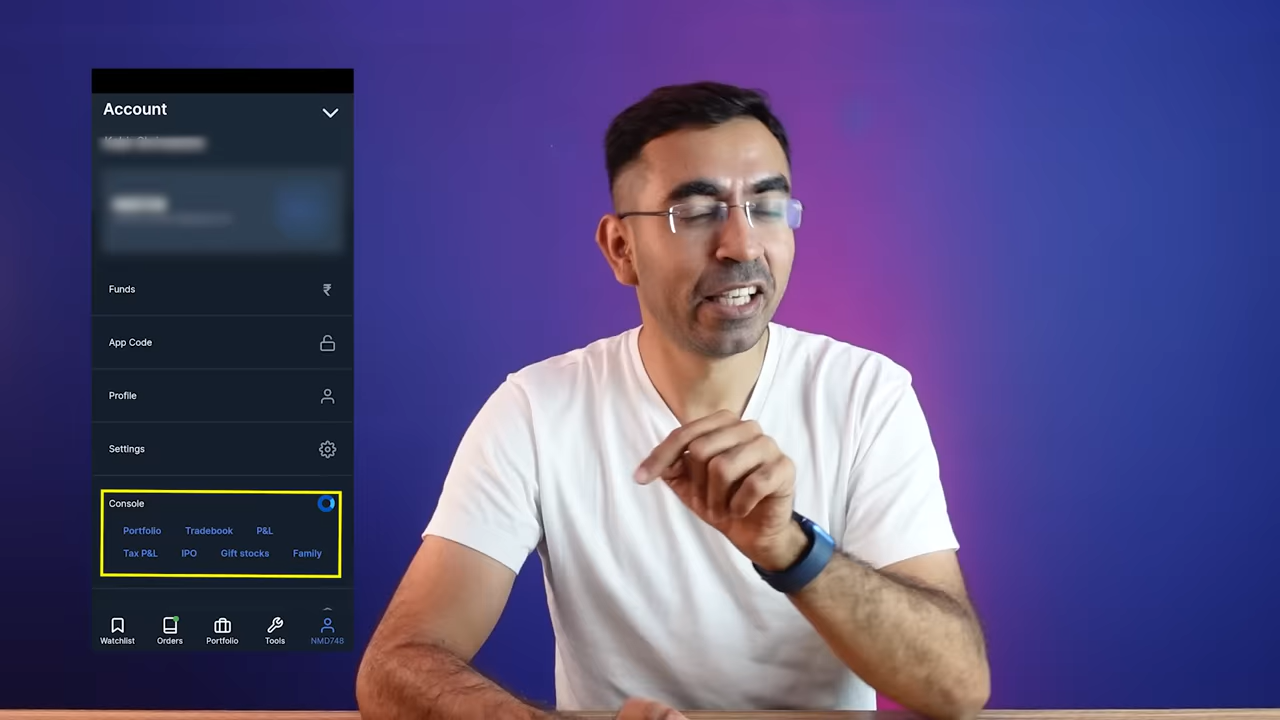 Account
Funds ₹
App Code
Profile
Settings
Console
Portfolio Tradebook P&L
Tax P&L IPO Gift stocks Family
Watchlist Orders Portfolio Tools NMD748